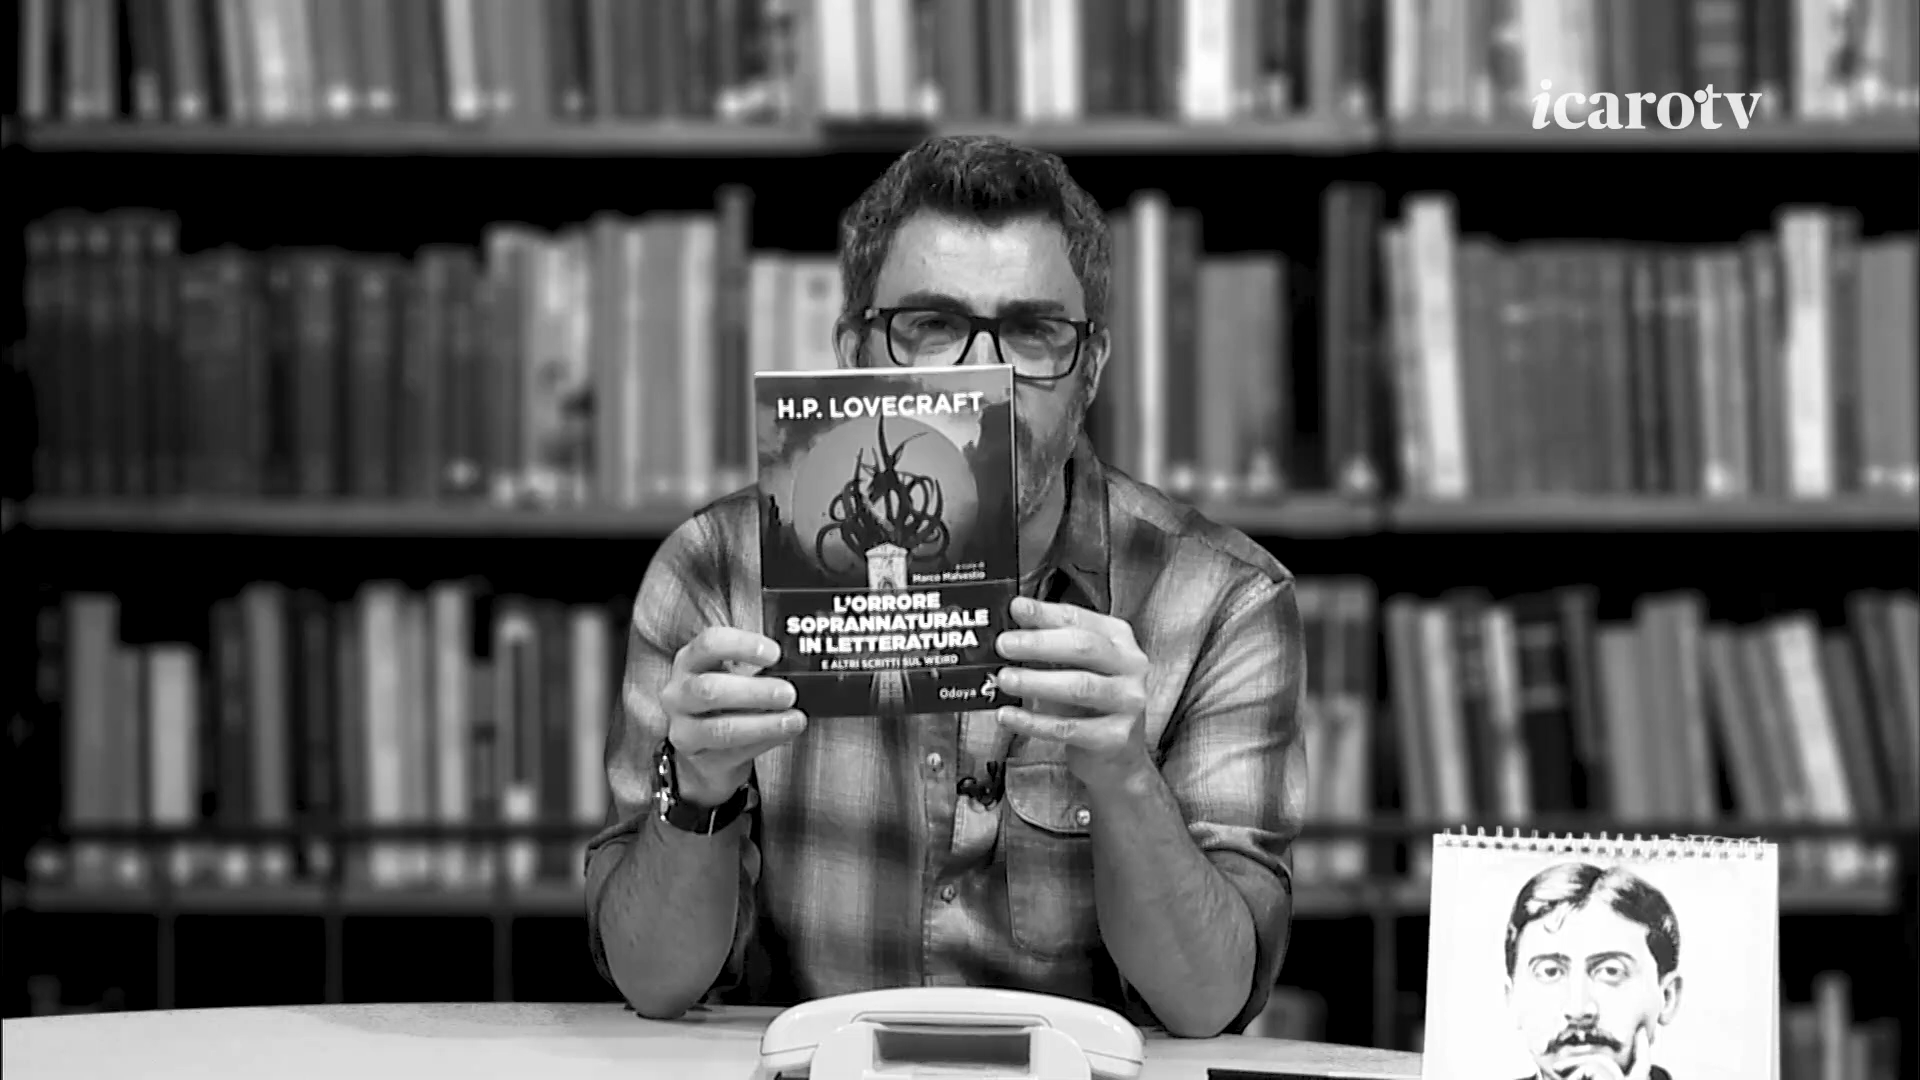 icarotv
H.P. LOVECRAFT
a cura di
Marco Malvestio
L'ORRORE
SOPRANNATURALE
IN LETTERATURA
E ALTRI SCRITTI SUL WEIRD
Odoya